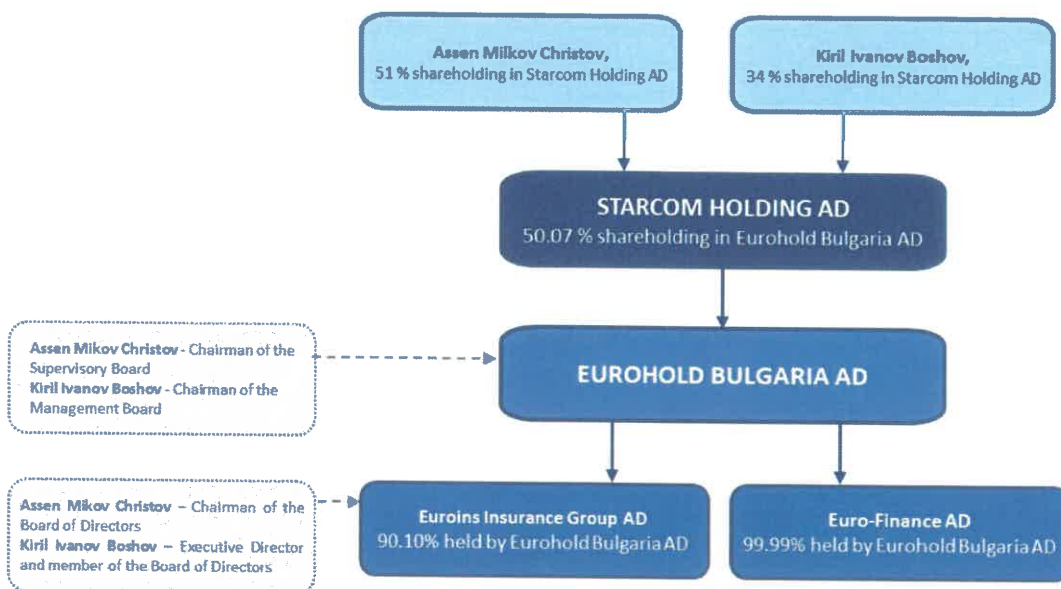 Assen Milkov Christov,
51 % shareholding in Starcom Holding AD
Kiril Ivanov Boshov,
34 % shareholding in Starcom Holding AD
STARCOM HOLDING AD
50.07 % shareholding in Eurohold Bulgaria AD
Assen Mikov Christov - Chairman of the
Supervisory Board
Kiril Ivanov Boshov - Chairman of the
Management Board
EUROHOLD BULGARIA AD
Assen Mikov Christov – Chairman of the
Board of Directors
Kiril Ivanov Boshov – Executive Director
and member of the Board of Directors
Euroins Insurance Group AD
90.10% held by Eurohold Bulgaria AD
Euro-Finance AD
99.99% held by Eurohold Bulgaria AD